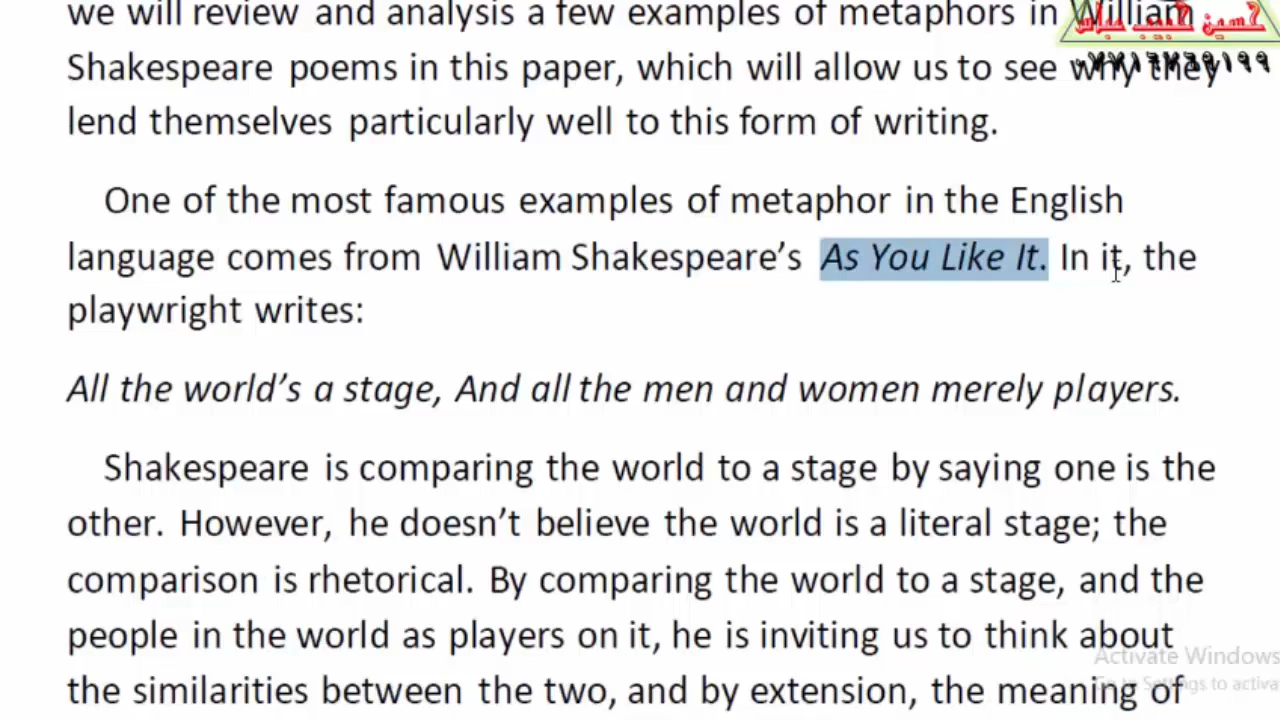 we will review and analysis a few examples of metaphors in William
حسين حبيب عباس
Shakespeare poems in this paper, which will allow us to see why they
lend themselves particularly well to this form of writing.
One of the most famous examples of metaphor in the English
language comes from William Shakespeare’s As You Like It. In it, the
playwright writes:
All the world’s a stage, And all the men and women merely players.
Shakespeare is comparing the world to a stage by saying one is the
other. However, he doesn’t believe the world is a literal stage; the
comparison is rhetorical. By comparing the world to a stage, and the
people in the world as players on it, he is inviting us to think about
Activate Windows
the similarities between the two, and by extension, the meaning of
Go to Settings to activa